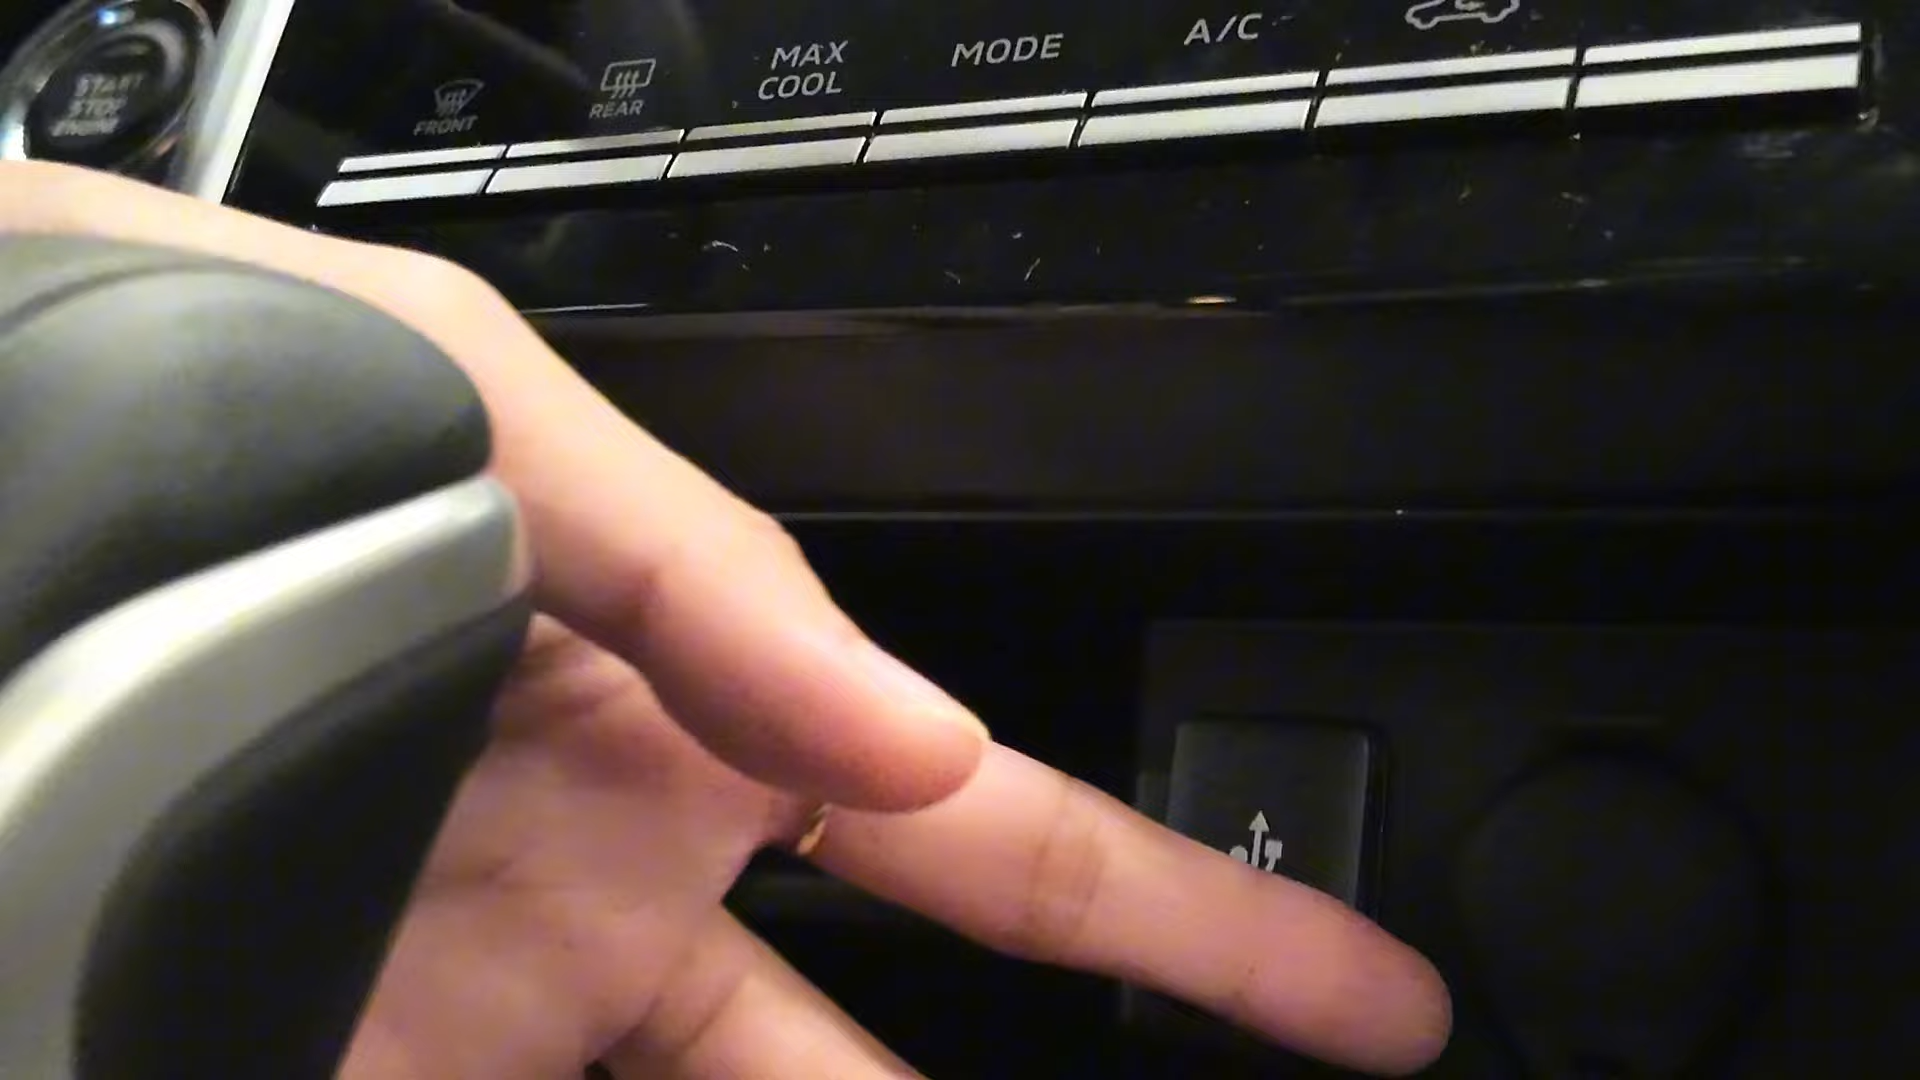 START
STOP
ENGINE
FRONT
REAR
MAX
COOL
MODE
A/C